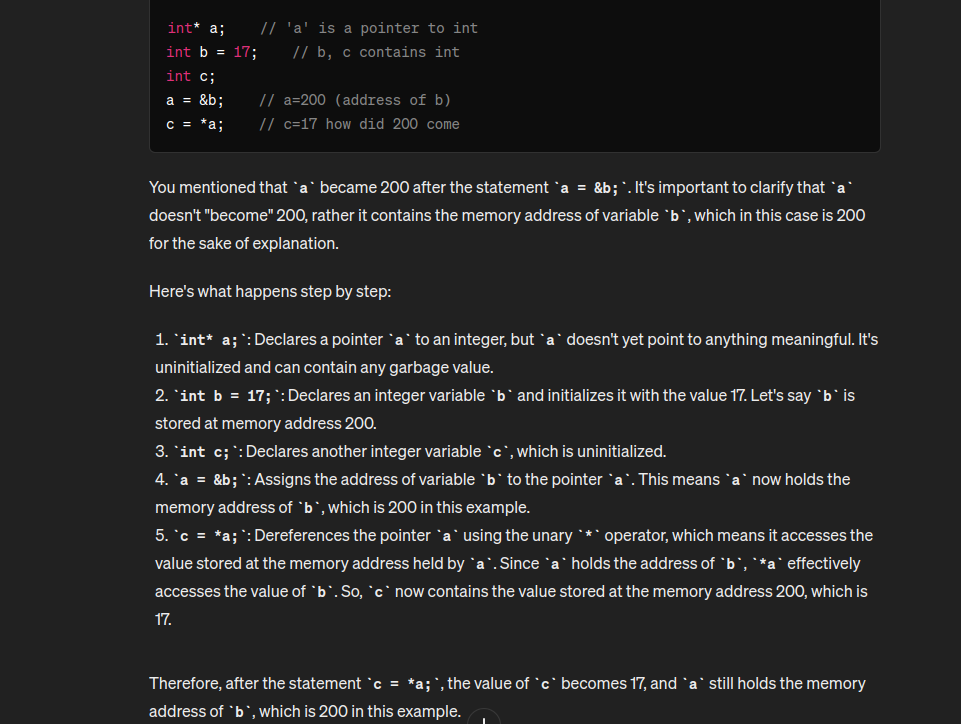 int* a;    // 'a' is a pointer to int
int b = 17;    // b, c contains int
int c;
a = &b;    // a=200 (address of b)
c = *a;    // c=17 how did 200 come
You mentioned that `a` became 200 after the statement `a = &b;`. It's important to clarify that `a`
doesn't "become" 200, rather it contains the memory address of variable `b`, which in this case is 200
for the sake of explanation.
Here's what happens step by step:
1. `int* a;`: Declares a pointer `a` to an integer, but `a` doesn't yet point to anything meaningful. It's
uninitialized and can contain any garbage value.
2. `int b = 17;`: Declares an integer variable `b` and initializes it with the value 17. Let's say `b` is
stored at memory address 200.
3. `int c;`: Declares another integer variable `c`, which is uninitialized.
4. `a = &b;`: Assigns the address of variable `b` to the pointer `a`. This means `a` now holds the
memory address of `b`, which is 200 in this example.
5. `c = *a;`: Dereferences the pointer `a` using the unary `*` operator, which means it accesses the
value stored at the memory address held by `a`. Since `a` holds the address of `b`, `*a` effectively
accesses the value of `b`. So, `c` now contains the value stored at the memory address 200, which is
17.
Therefore, after the statement `c = *a;`, the value of `c` becomes 17, and `a` still holds the memory
address of `b`, which is 200 in this example.